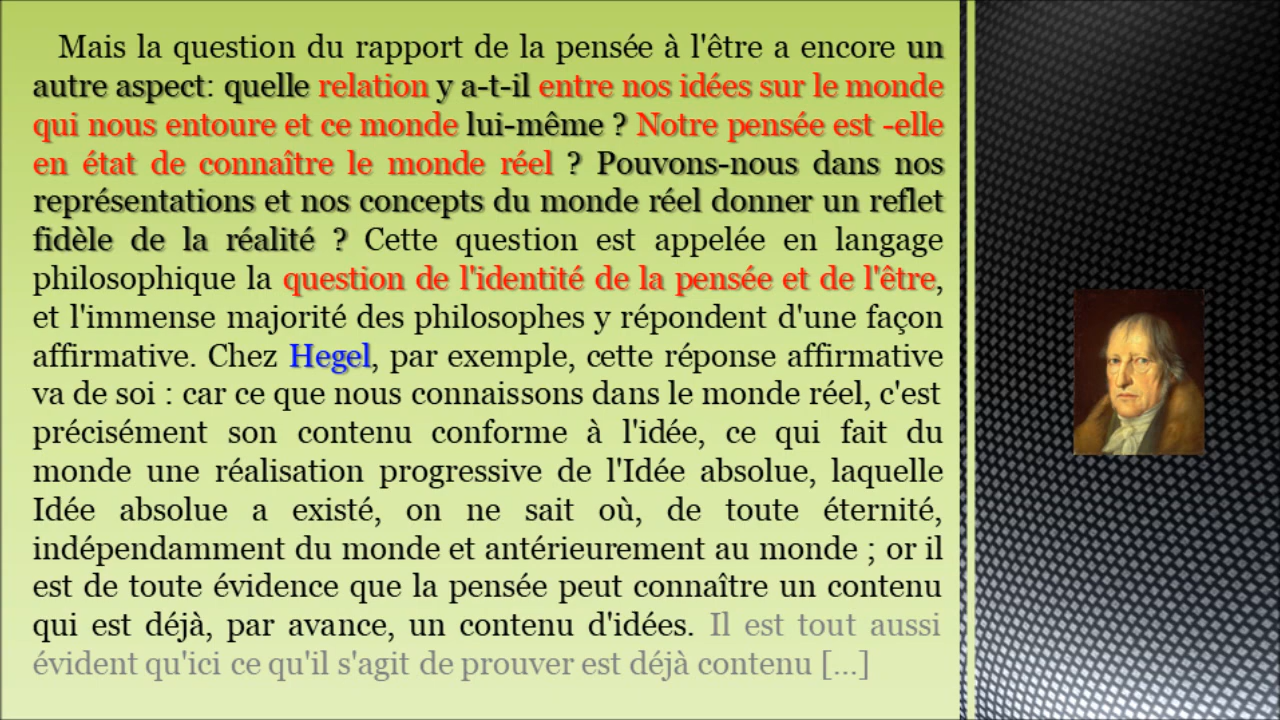 Mais la question du rapport de la pensée à l'être a encore un
autre aspect: quelle relation y a-t-il entre nos idées sur le monde
qui nous entoure et ce monde lui-même ? Notre pensée est -elle
en état de connaître le monde réel ? Pouvons-nous dans nos
représentations et nos concepts du monde réel donner un reflet
fidèle de la réalité ? Cette question est appelée en langage
philosophique la question de l'identité de la pensée et de l'être,
et l'immense majorité des philosophes y répondent d'une façon
affirmative. Chez Hegel, par exemple, cette réponse affirmative
va de soi : car ce que nous connaissons dans le monde réel, c'est
précisément son contenu conforme à l'idée, ce qui fait du
monde une réalisation progressive de l'Idée absolue, laquelle
Idée absolue a existé, on ne sait où, de toute éternité,
indépendamment du monde et antérieurement au monde ; or il
est de toute évidence que la pensée peut connaître un contenu
qui est déjà, par avance, un contenu d'idées. Il est tout aussi
évident qu'ici ce qu'il s'agit de prouver est déjà contenu [...]